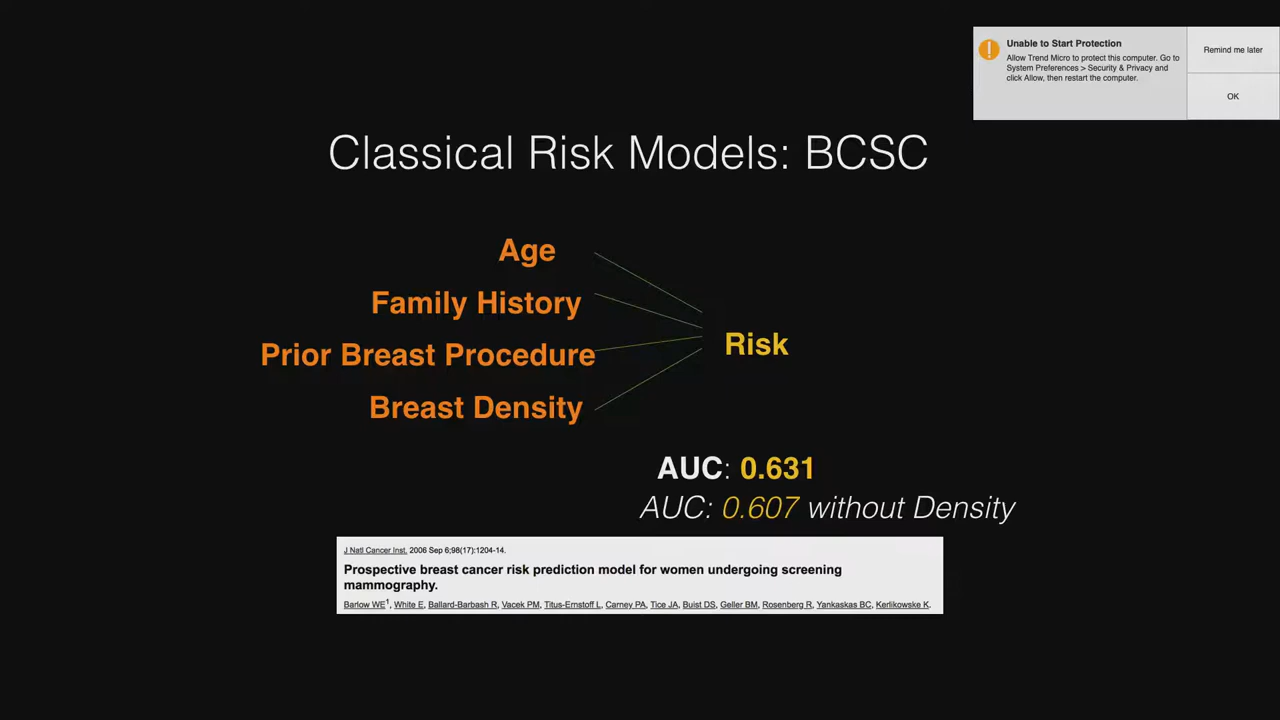 Unable to Start Protection
Allow Trend Micro to protect this computer. Go to
System Preferences > Security & Privacy and
click Allow, then restart the computer.
Remind me later
OK
Classical Risk Models: BCSC
Age
Family History
Prior Breast Procedure
Breast Density
Risk
AUC: 0.631
AUC: 0.607 without Density
J Natl Cancer Inst. 2006 Sep 6;98(17):1204-14.
Prospective breast cancer risk prediction model for women undergoing screening
mammography.
Barlow WE1, White E, Ballard-Barbash R, Vacek PM, Titus-Ernstoff L, Carney PA, Tice JA, Buist DS, Geller BM, Rosenberg R, Yankaskas BC, Kerlikowske K.